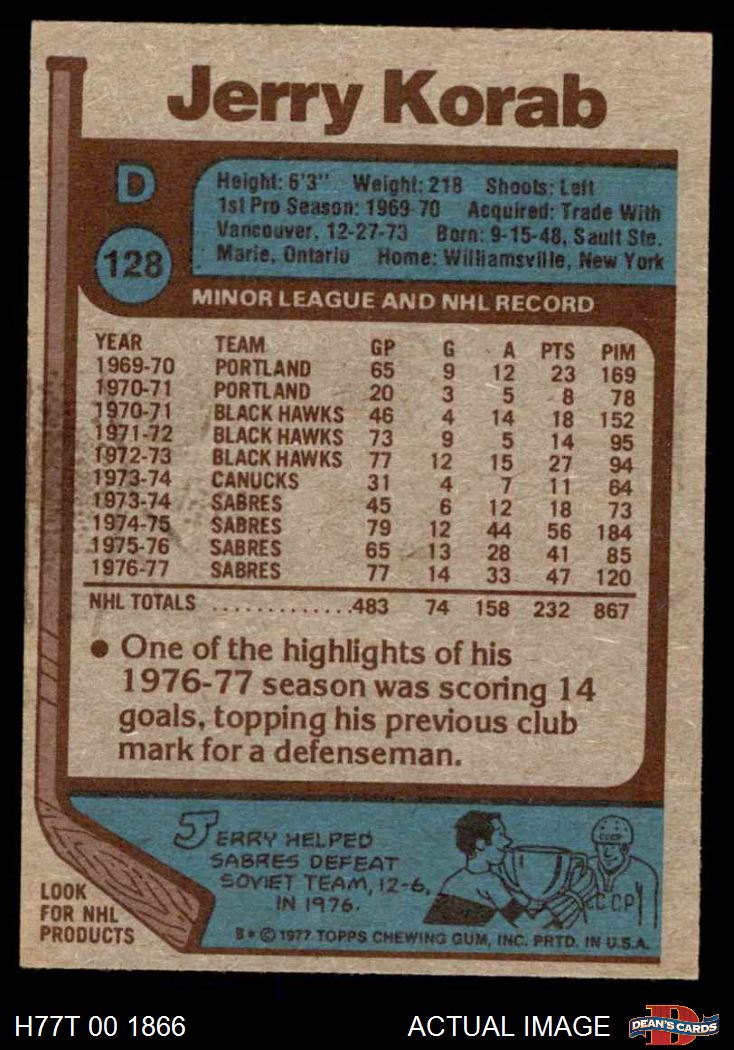 Jerry Korab
D
128
Height: 6'3" Weight: 218 Shoots: Left
1st Pro Season: 1969-70 Acquired: Trade With
Vancouver, 12-27-73 Born: 9-15-48, Sault Ste.
Marie, Ontario Home: Williamsville, New York
MINOR LEAGUE AND NHL RECORD
YEAR TEAM GP G A PTS PIM
1969-70 PORTLAND 65 9 12 23 169
1970-71 PORTLAND 20 3 5 8 78
1970-71 BLACK HAWKS 46 4 14 18 152
1971-72 BLACK HAWKS 73 9 5 14 95
1972-73 BLACK HAWKS 77 12 15 27 94
1973-74 CANUCKS 31 4 7 11 64
1973-74 SABRES 45 6 12 18 73
1974-75 SABRES 79 12 44 56 184
1975-76 SABRES 65 13 28 41 85
1976-77 SABRES 77 14 33 47 120
NHL TOTALS .............483 74 158 232 867
● One of the highlights of his
1976-77 season was scoring 14
goals, topping his previous club
mark for a defenseman.
JERRY HELPED
SABRES DEFEAT
SOVIET TEAM, 12-6,
IN 1976.
CCCP
CCP
LOOK
FOR NHL
PRODUCTS
B* © 1977 TOPPS CHEWING GUM, INC. PRTD. IN U.S.A.
H77T 00 1866 ACTUAL IMAGE
DEAN'S CARDS